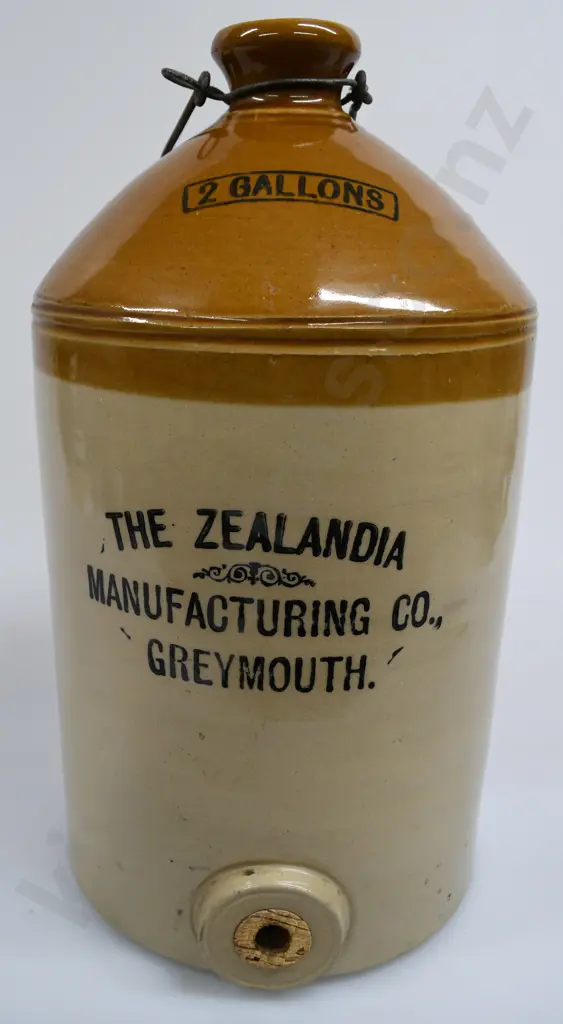 2 GALLONS
THE ZEALANDIA
MANUFACTURING CO.,
GREYMOUTH.